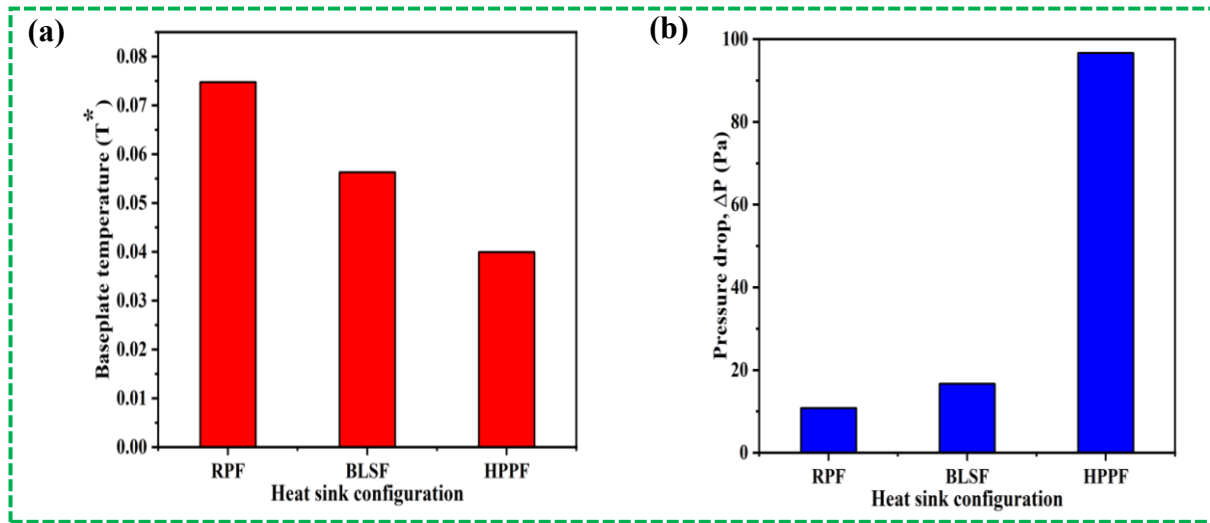 (a)
Baseplate temperature (T*)
0.08
0.07
0.06
0.05
0.04
0.03
0.02
0.01
0.00
RPF BLSF HPPF
Heat sink configuration
(b)
Pressure drop, ΔP (Pa)
100
80
60
40
20
0
RPF BLSF HPPF
Heat sink configuration